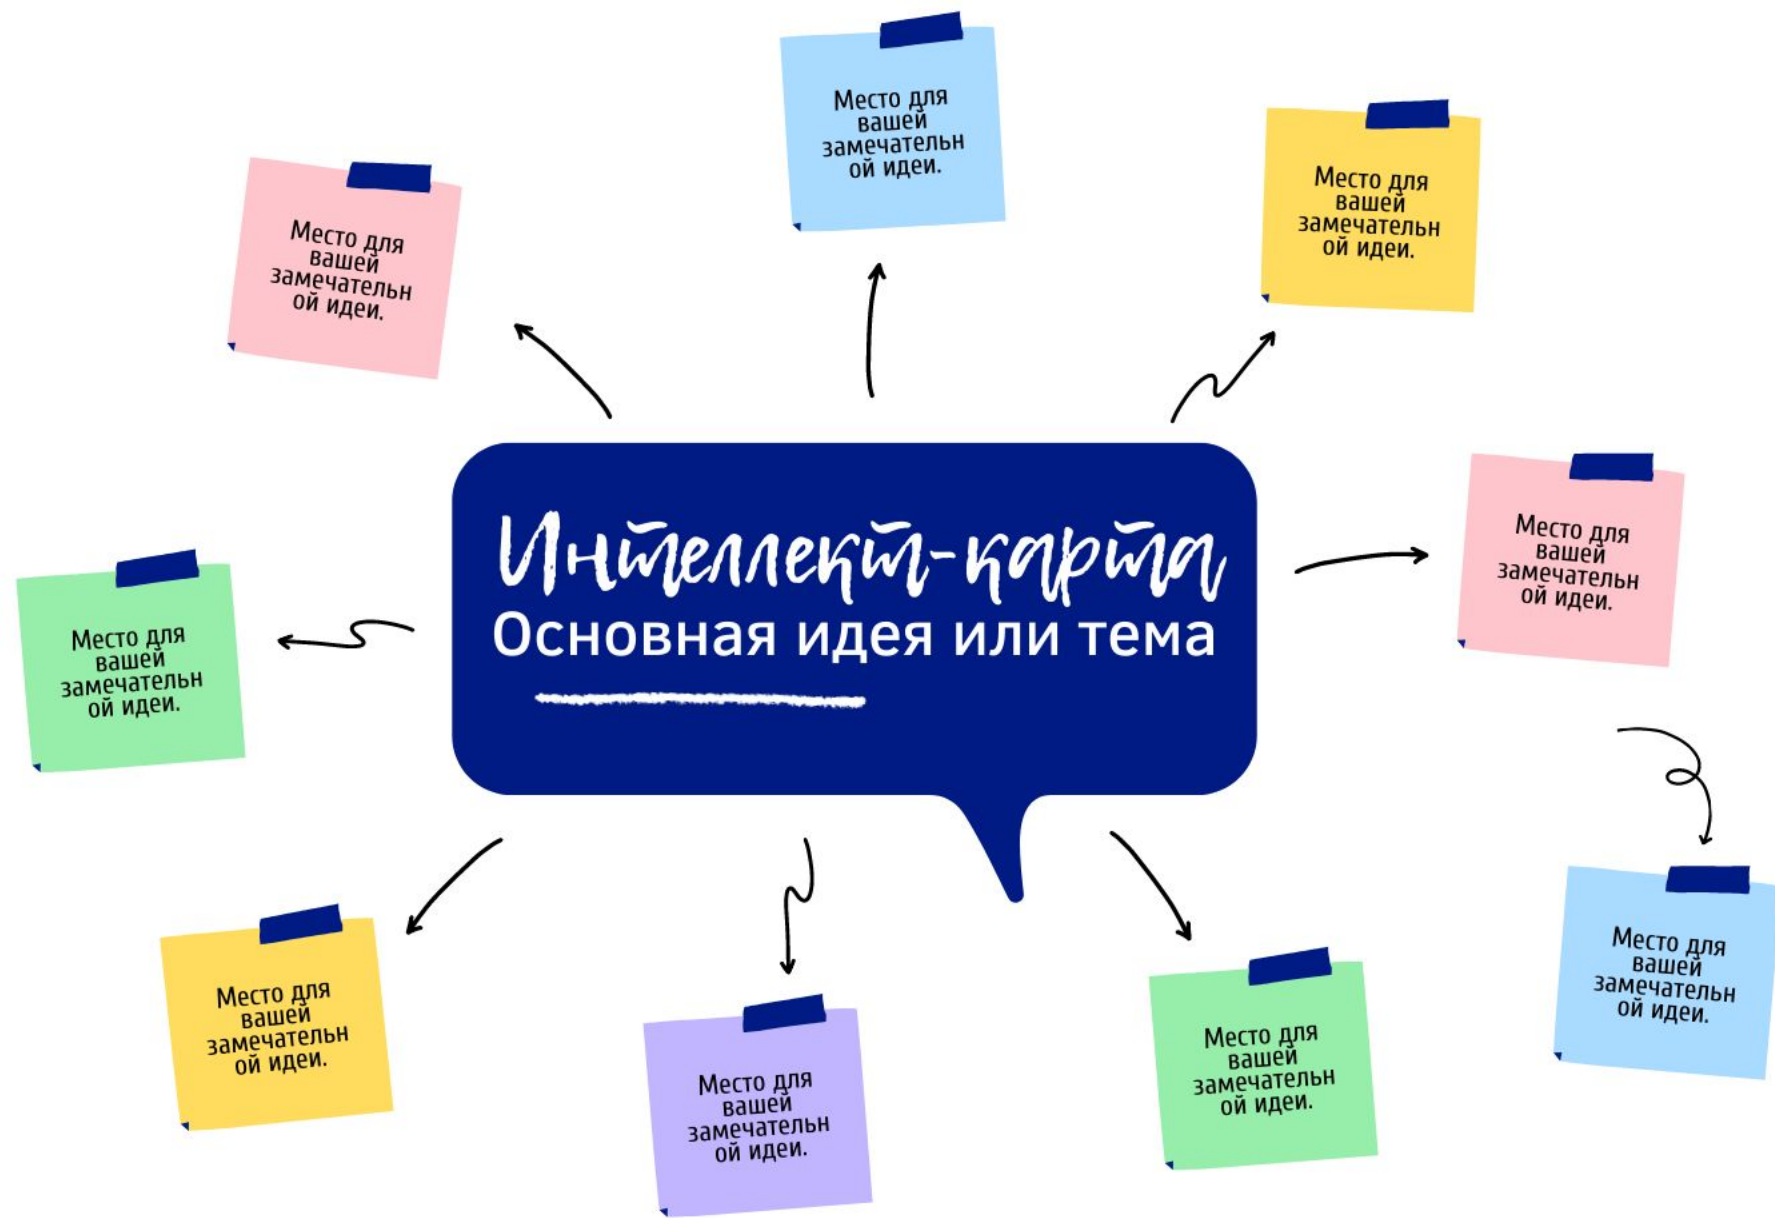 Место для
вашей
замечательн
ой идеи.
Место для
вашей
замечательн
ой идеи.
Место для
вашей
замечательн
ой идеи.
Интеллект-карта
Основная идея или тема
Место для
вашей
замечательн
ой идеи.
Место для
вашей
замечательн
ой идеи.
Место для
вашей
замечательн
ой идеи.
Место для
вашей
замечательн
ой идеи.
Место для
вашей
замечательн
ой идеи.
Место для
вашей
замечательн
ой идеи.